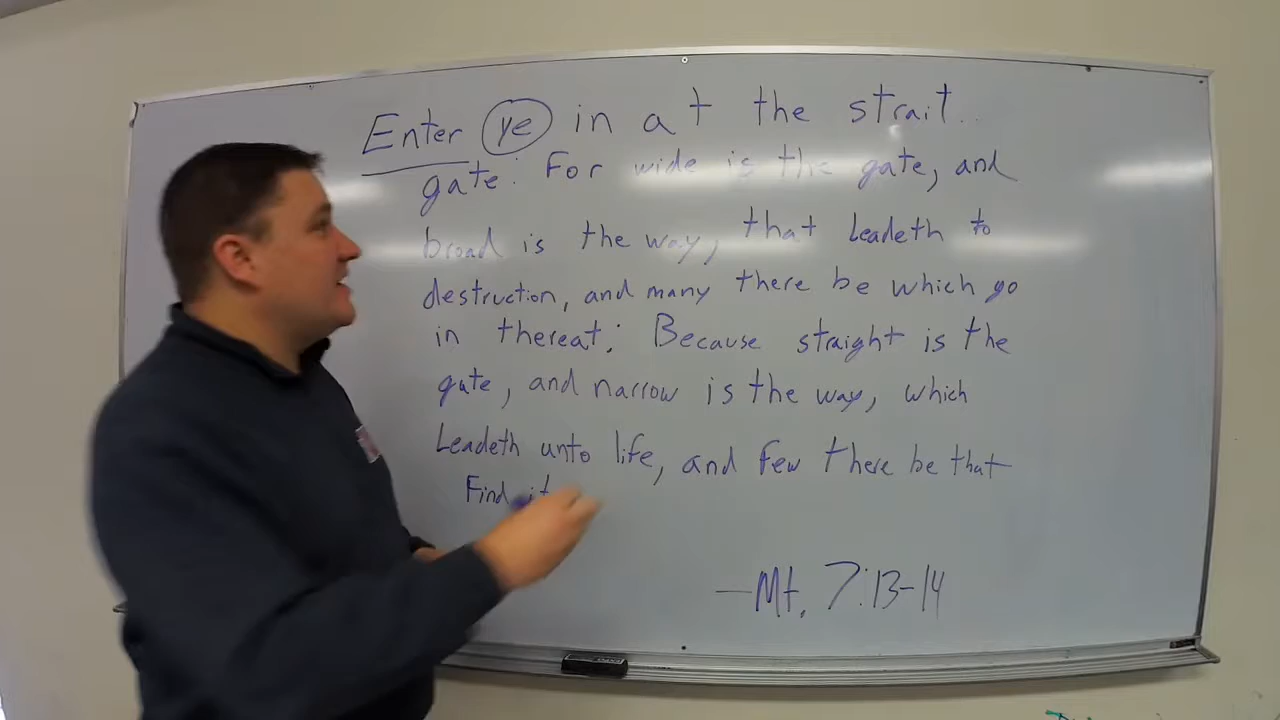 Enter ye in at the strait
gate: For wide is the gate, and
broad is the way, that leadeth to
destruction, and many there be which go
in thereat: Because straight is the
gate, and narrow is the way, which
Leadeth unto life, and few there be that
Find it
—Mt. 7:13-14